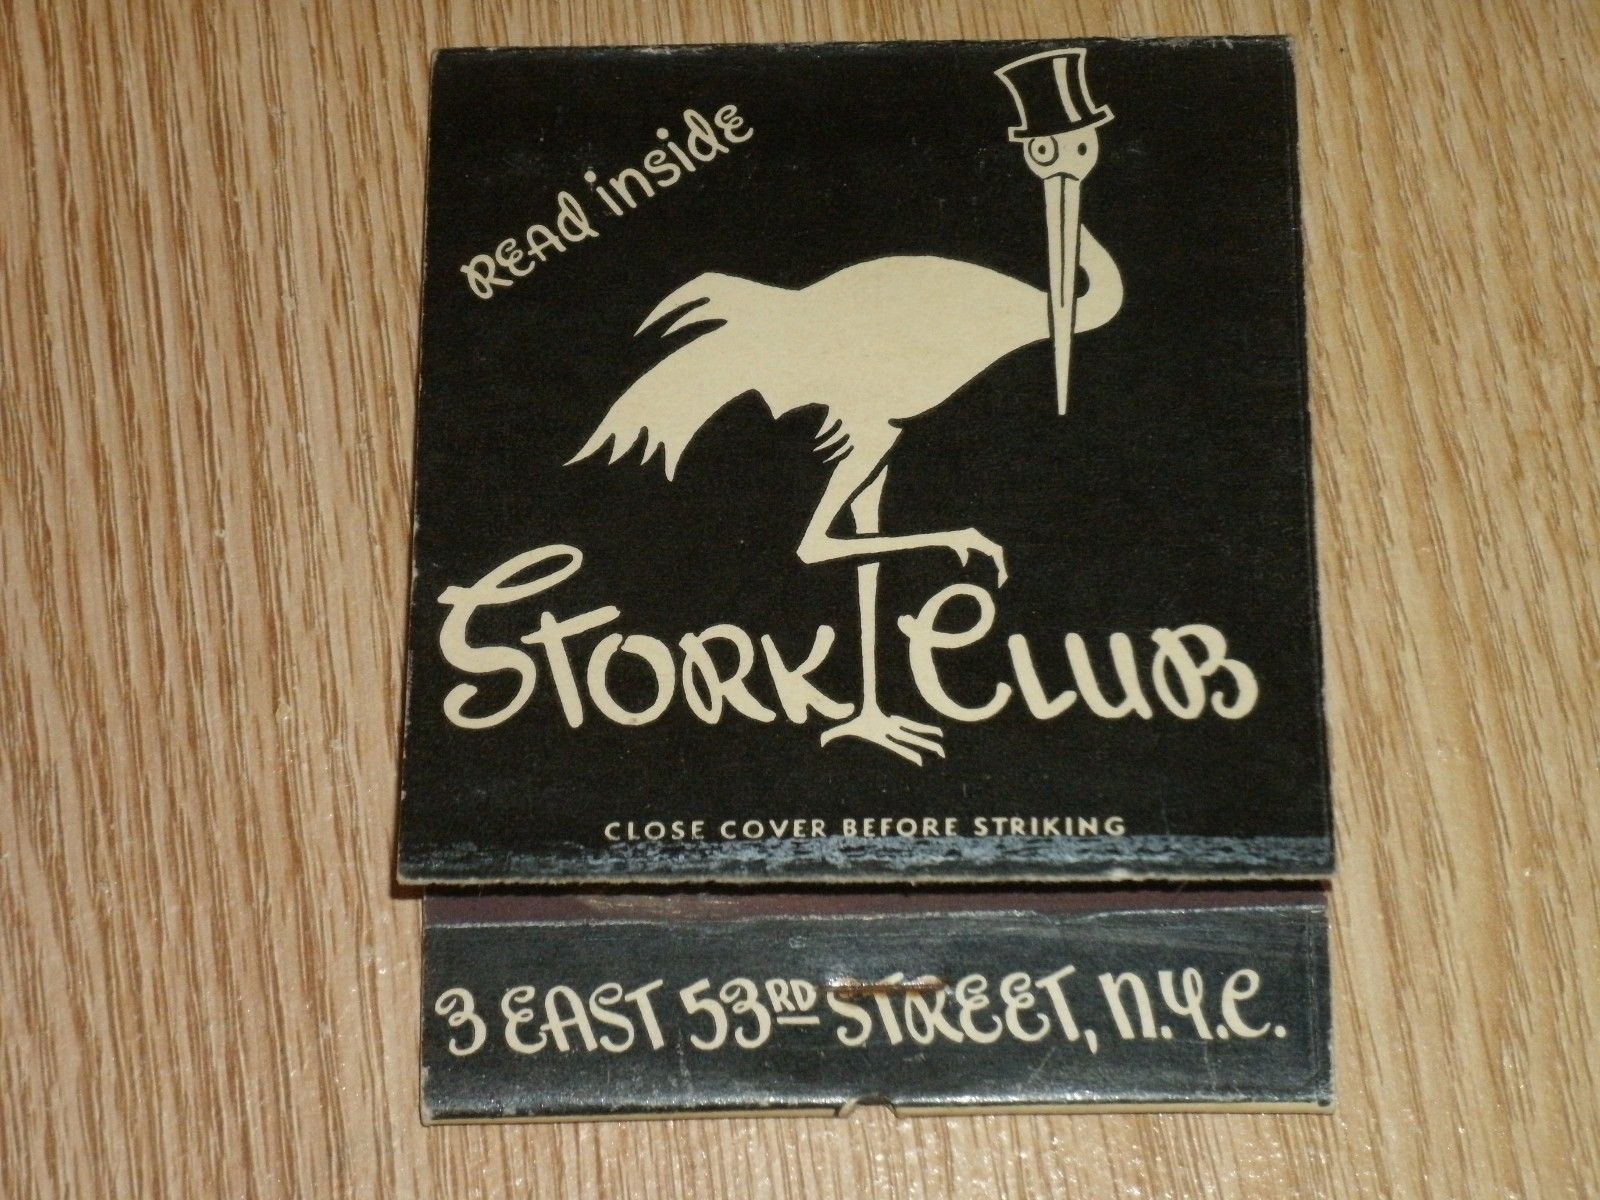 READ inside
STORK CLUB
CLOSE COVER BEFORE STRIKING
3 EAST 53RD STREET, N.Y.C.